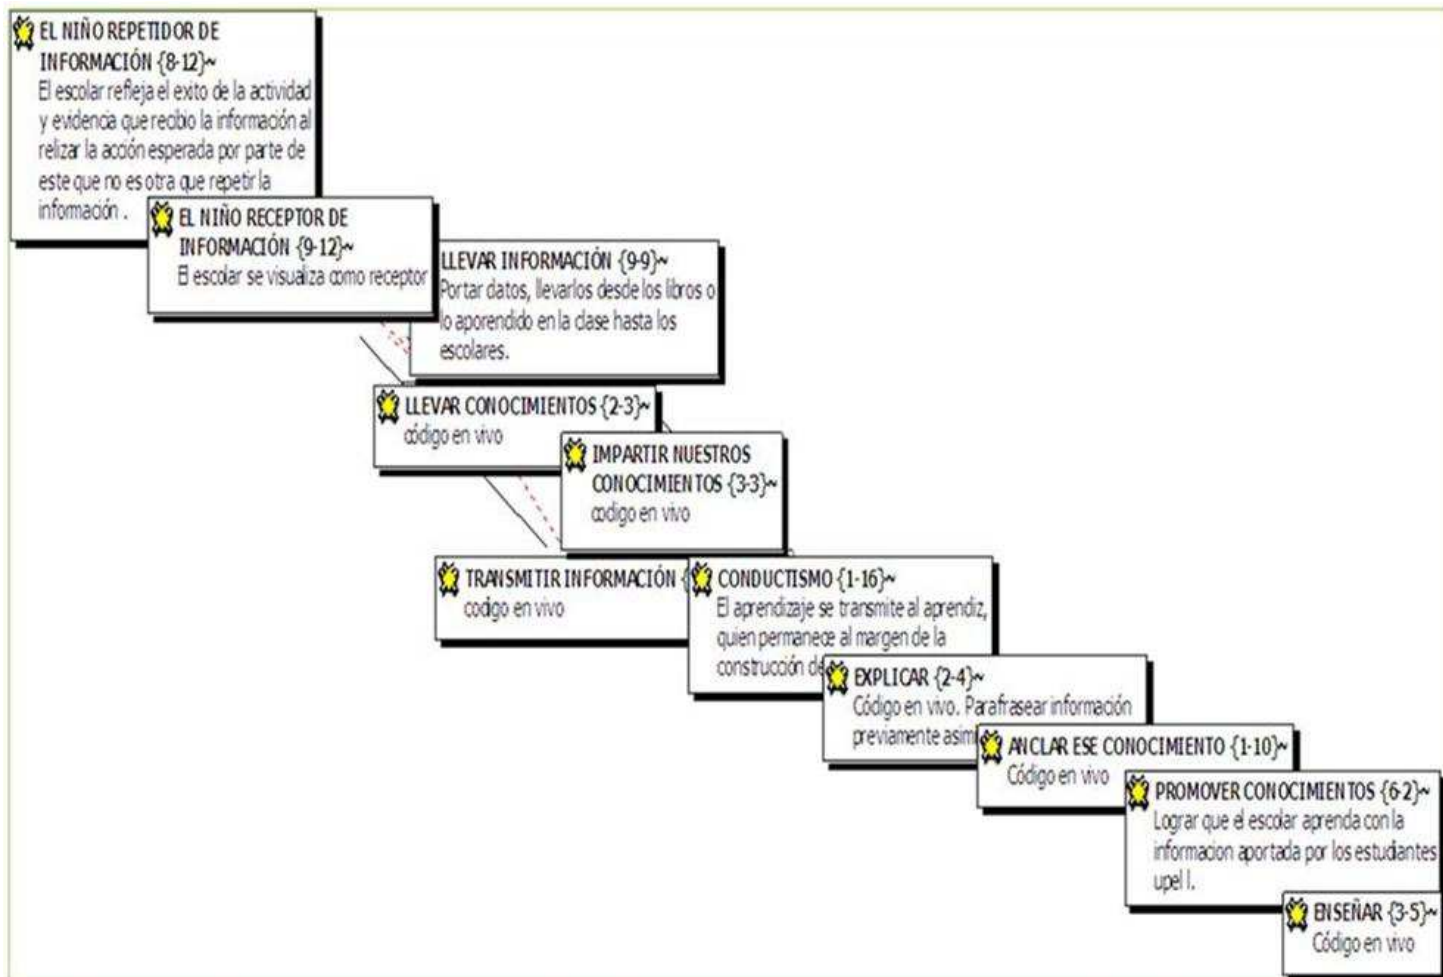 EL NIÑO REPETIDOR DE
INFORMACIÓN {8-12}~
El escolar refleja el exito de la actividad
y evidencia que recibio la información al
relizar la acción esperada por parte de
este que no es otra que repetir la
información .
EL NIÑO RECEPTOR DE
INFORMACIÓN {9-12}~
El escolar se visualiza como receptor
LLEVAR INFORMACIÓN {9-9}~
Portar datos, llevarlos desde los libros o
lo aporendido en la clase hasta los
escolares.
LLEVAR CONOCIMIENTOS {2-3}~
código en vivo
IMPARTIR NUESTROS
CONOCIMIENTOS {3-3}~
codigo en vivo
TRANSMITIR INFORMACIÓN {
codigo en vivo
CONDUCTISMO {1-16}~
El aprendizaje se transmite al aprendiz,
quien permanece al margen de la
construcción de
EXPLICAR {2-4}~
Código en vivo. Parafrasear información
previamente asimi
ANCLAR ESE CONOCIMIENTO {1-10}~
Código en vivo
PROMOVER CONOCIMIENTOS {6-2}~
Lograr que el escolar aprenda con la
informacion aportada por los estudiantes
upel I.
ENSEÑAR {3-5}~
Código en vivo